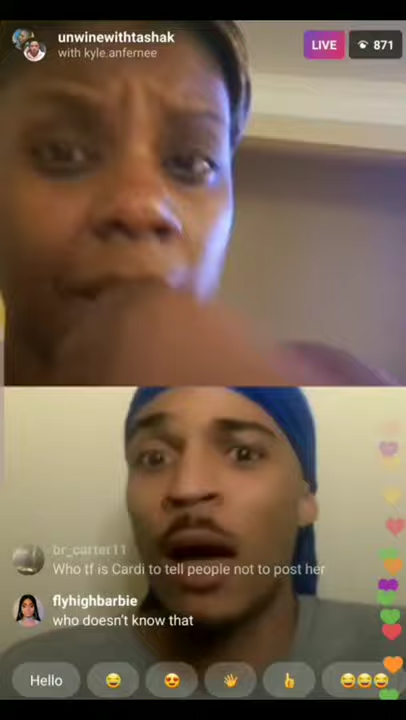 unwinewithtashak
with kyle.anfernee
LIVE
871
br_carter11
Who tf is Cardi to tell people not to post her
flyhighbarbie
who doesn't know that
Hello